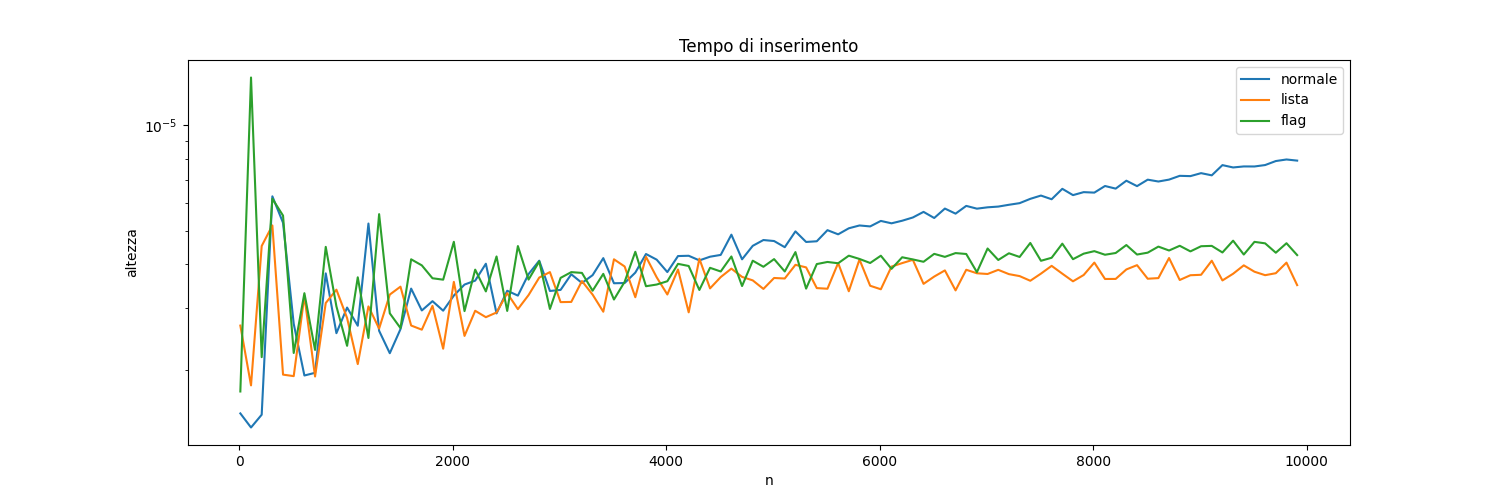 Tempo di inserimento
normale
lista
flag
10⁻⁵
altezza
0 2000 4000 6000 8000 10000
n